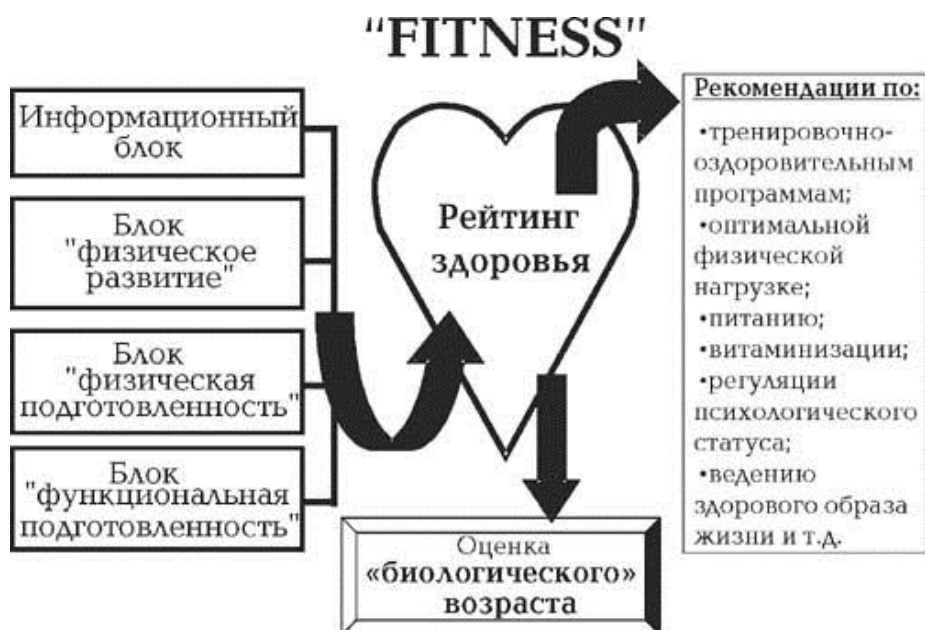 "FITNESS"
Информационный
блок
Блок
"физическое
развитие"
Блок
"физическая
подготовленность"
Блок
"функциональная
подготовленность"
Рейтинг
здоровья
Оценка
«биологического»
возраста
Рекомендации по:
•тренировочно-
оздоровительным
программам;
•оптимальной
физической
нагрузке;
•питанию;
•витаминизации;
•регуляции
психологического
статуса;
•ведению
здорового образа
жизни и т.д.